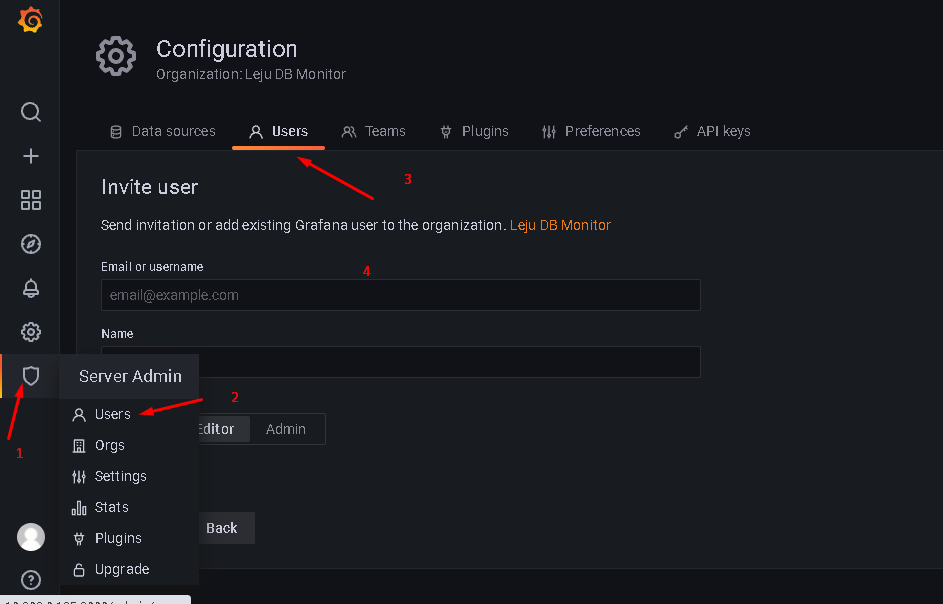 Configuration
Organization: Leju DB Monitor
Data sources
Users
Teams
Plugins
Preferences
API keys
3
Invite user
Send invitation or add existing Grafana user to the organization. Leju DB Monitor
Email or username
4
email@example.com
Name
Server Admin
1
2
Users
Editor
Admin
Orgs
Settings
Stats
Back
Plugins
Upgrade